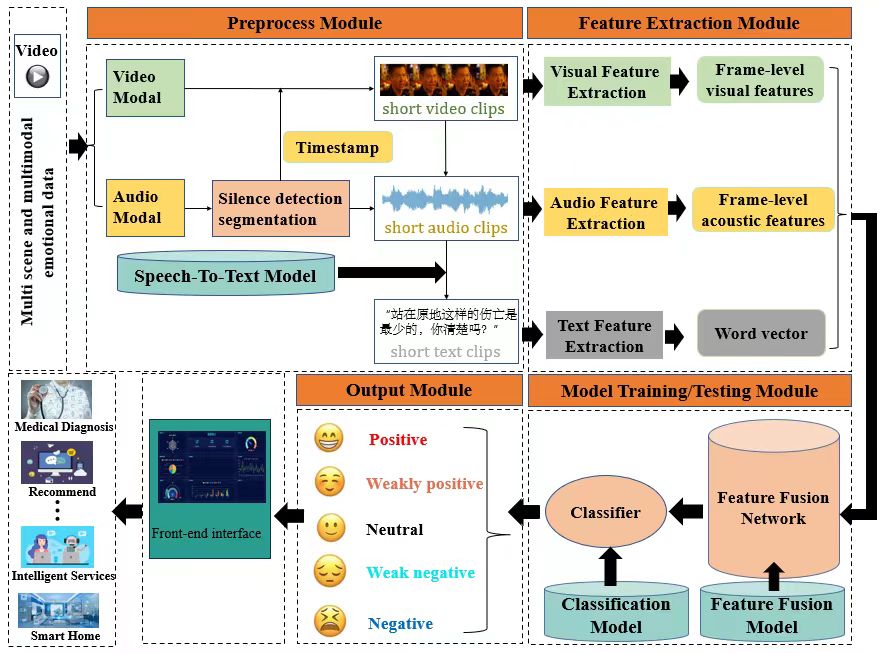 Preprocess Module
Feature Extraction Module
Video
Multi scene and multimodal
emotional data
Video
Modal
short video clips
Visual Feature
Extraction
Frame-level
visual features
Timestamp
Audio
Modal
Silence detection
segmentation
short audio clips
Audio Feature
Extraction
Frame-level
acoustic features
Speech-To-Text Model
“站在原地这样的伤亡是
最少的，你清楚吗？”
short text clips
Text Feature
Extraction
Word vector
Output Module
Model Training/Testing Module
Medical Diagnosis
Recommend
Intelligent Services
Smart Home
Front-end interface
Positive
Weakly positive
Neutral
Weak negative
Negative
Classifier
Feature Fusion
Network
Classification
Model
Feature Fusion
Model